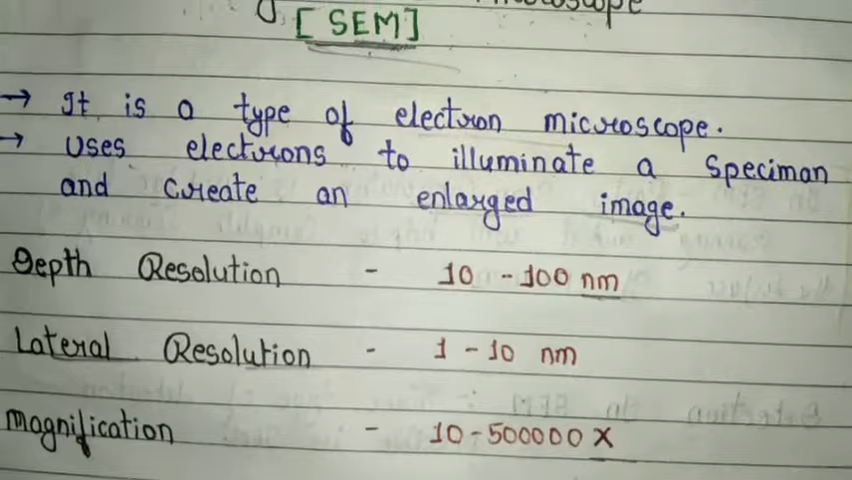 [ SEM ]
→ It is a type of electron microscope.
→ Uses electrons to illuminate a speciman
and create an enlarged image.
Depth Resolution - 10 - 100 nm
Lateral Resolution - 1 - 10 nm
Magnification - 10 - 500000 X